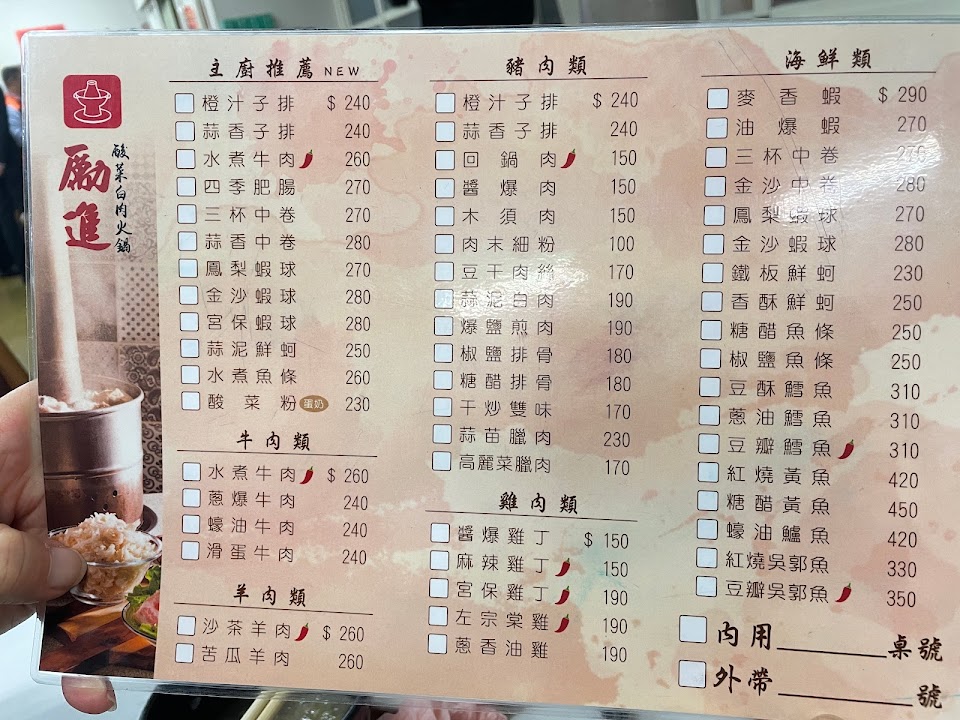 勵進
酸菜白肉火鍋
主廚推薦 NEW
橙汁子排 $ 240
蒜香子排 240
水煮牛肉 260
四季肥腸 270
三杯中卷 270
蒜香中卷 280
鳳梨蝦球 270
金沙蝦球 280
宮保蝦球 280
蒜泥鮮蚵 250
水煮魚條 260
酸菜粉 蛋奶 230
牛肉類
水煮牛肉 $ 260
蔥爆牛肉 240
蠔油牛肉 240
滑蛋牛肉 240
羊肉類
沙茶羊肉 $ 260
苦瓜羊肉 260
豬肉類
橙汁子排 $ 240
蒜香子排 240
回鍋肉 150
醬爆肉 150
木須肉 150
肉末細粉 100
豆干肉絲 170
蒜泥白肉 190
爆鹽煎肉 190
椒鹽排骨 180
糖醋排骨 180
干炒雙味 170
蒜苗臘肉 230
高麗菜臘肉 170
雞肉類
醬爆雞丁 $ 150
麻辣雞丁 150
宮保雞丁 190
左宗棠雞 190
蔥香油雞 190
海鮮類
麥香蝦 $ 290
油爆蝦 270
三杯中卷
金沙中卷 280
鳳梨蝦球 270
金沙蝦球 280
鐵板鮮蚵 230
香酥鮮蚵 250
糖醋魚條 250
椒鹽魚條 250
豆酥鱈魚 310
蔥油鱈魚 310
豆瓣鱈魚 310
紅燒黃魚 420
糖醋黃魚 450
蠔油鱸魚 420
紅燒吳郭魚 330
豆瓣吳郭魚 350
內用______桌號
外帶________號